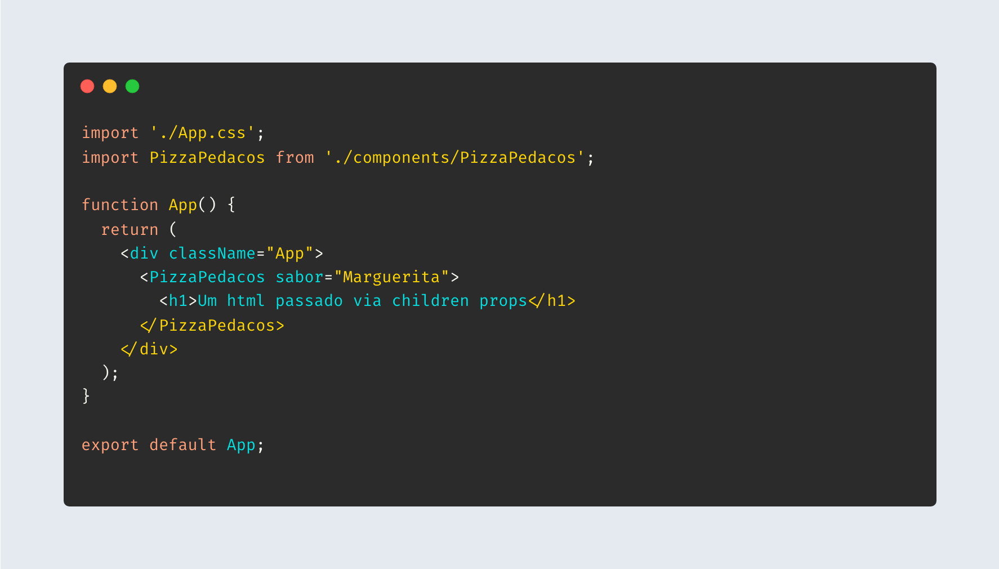 import './App.css';
import PizzaPedacos from './components/PizzaPedacos';

function App() {
  return (
    <div className="App">
      <PizzaPedacos sabor="Marguerita">
        <h1>Um html passado via children props</h1>
      </PizzaPedacos>
    </div>
  );
}

export default App;